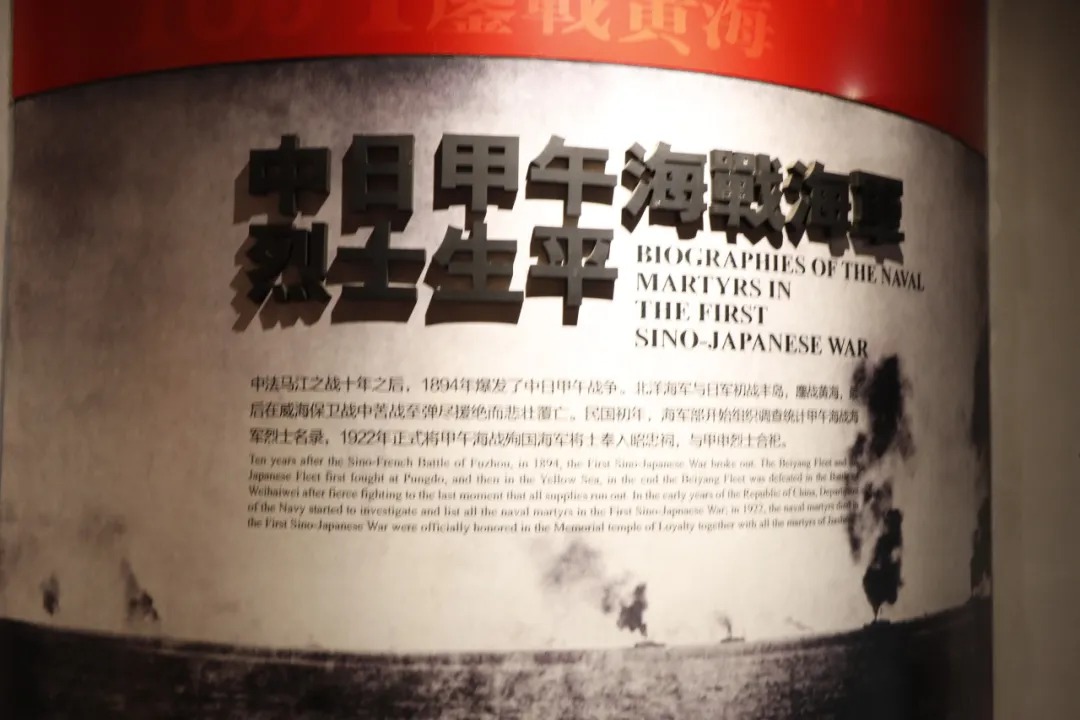 鏖戰黄海
中日甲午海戰海軍
烈士生平
BIOGRAPHIES OF THE NAVAL
MARTYRS IN
THE FIRST
SINO-JAPANESE WAR
中法马江之战十年之后，1894年爆发了中日甲午战争。北洋海军与日军初战丰岛，鏖战黄海，最
后在威海保卫战中苦战至弹尽援绝而悲壮覆亡。民国初年，海军部开始组织调查统计甲午海战海
军烈士名录，1922年正式将甲午海战殉国海军将士奉入昭忠祠，与甲申烈士合祀。
Ten years after the Sino-French Battle of Fuzhou, in 1894, the First Sino-Japanese War broke out. The Beiyang Fleet and
Japanese Fleet first fought at Pungdo, and then in the Yellow Sea, in the end the Beiyang Fleet was defeated in the
Weihaiwei after fierce fighting to the last moment that all supplies run out. In the early years of the Republic of China,
of the Navy started to investigate and list all the naval martyrs in the First Sino-Japnaese War; in 1922, the naval martyrs
the First Sino-Japanese War were officially honored in the Memorial temple of Loyalty together with all the martyrs of